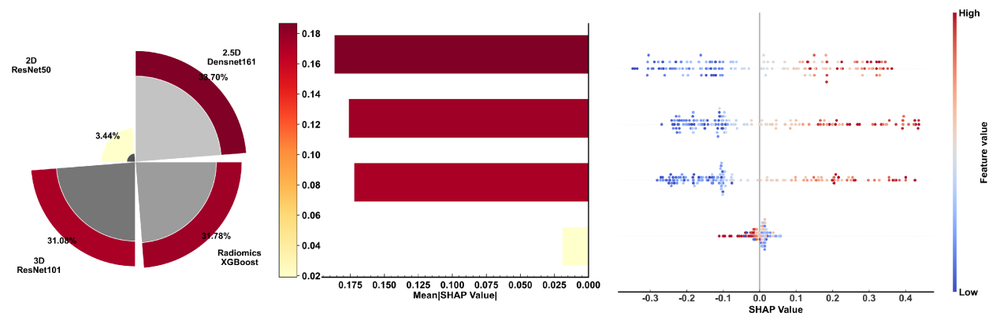 2D
ResNet50
2.5D
Densnet161
33.70%
3.44%
31.08%
31.78%
3D
ResNet101
Radiomics
XGBoost
0.18
0.16
0.14
0.12
0.10
0.08
0.06
0.04
0.02
0.175 0.150 0.125 0.100 0.075 0.050 0.025 0.000
Mean|SHAP Value|
-0.3 -0.2 -0.1 0.0 0.1 0.2 0.3 0.4
SHAP Value
High
Feature value
Low